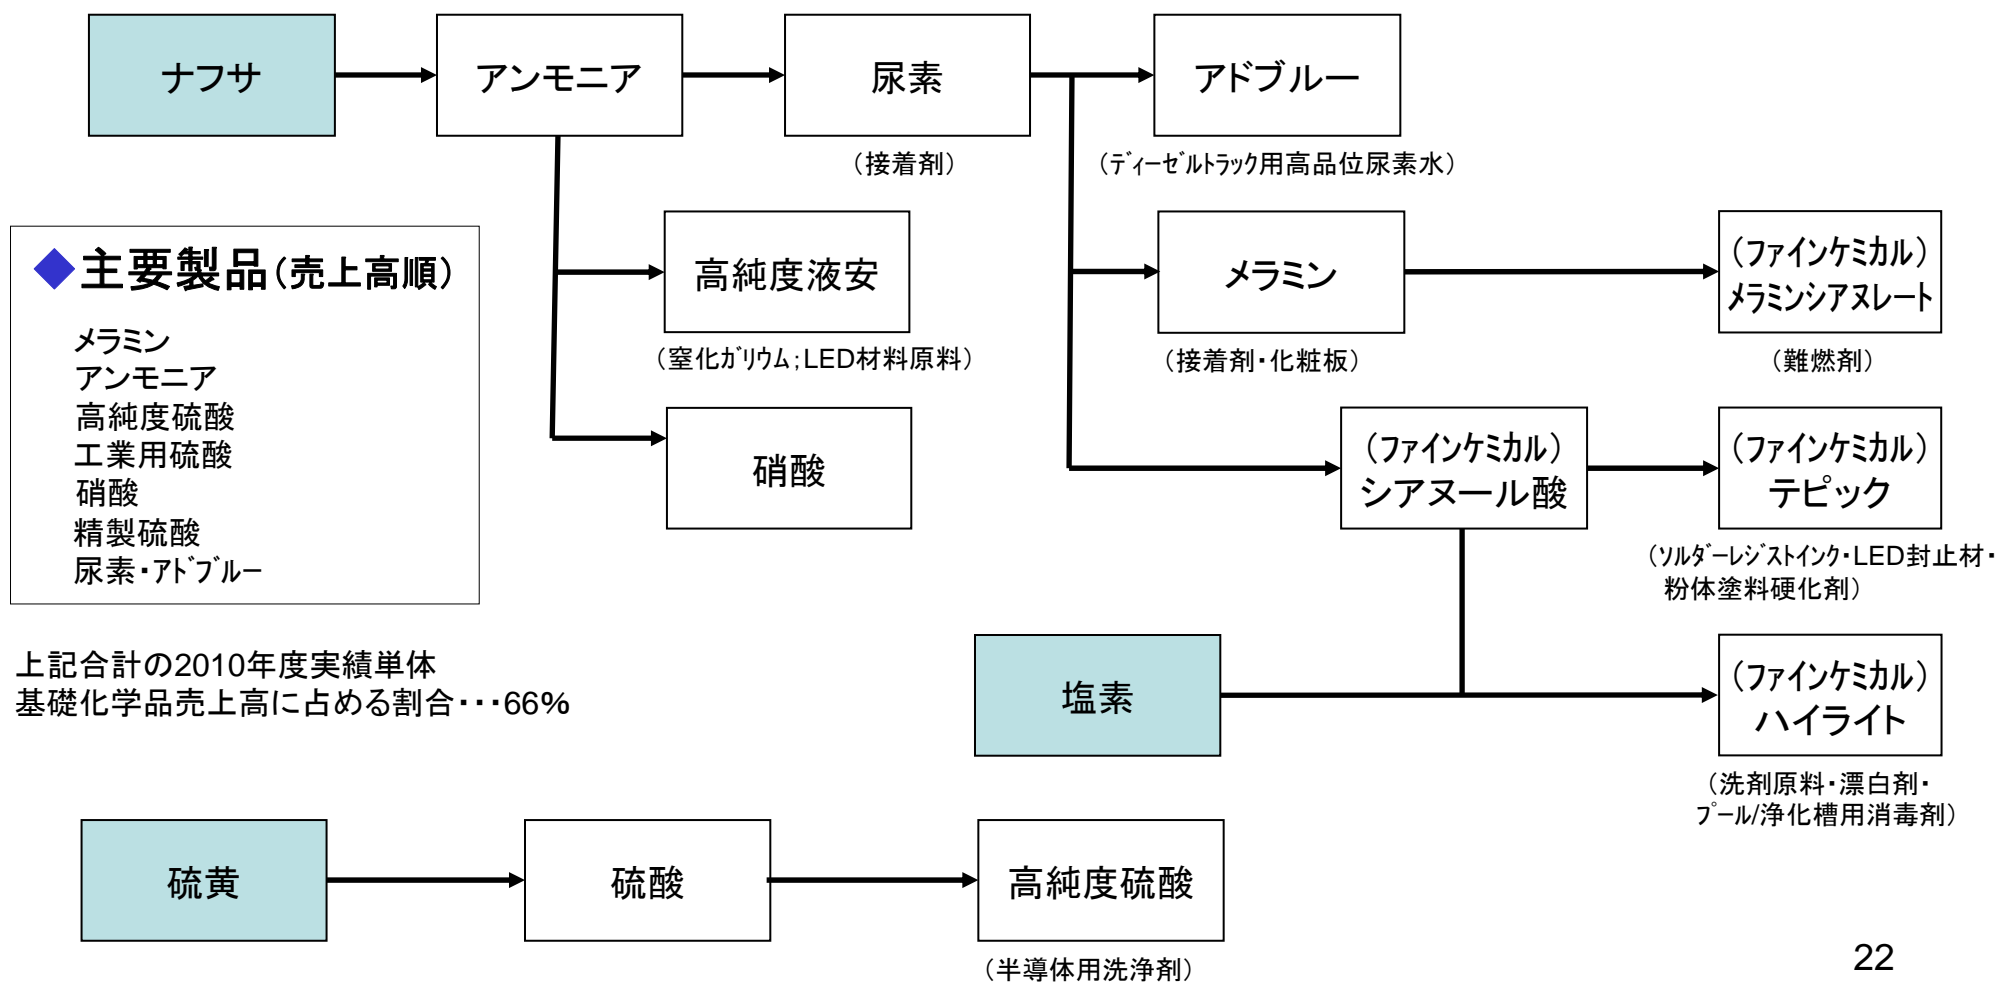 ナフサ
アンモニア
尿素
アドブルー
(接着剤)
(ﾃﾞｨｰｾﾞﾙﾄﾗｯｸ用高品位尿素水)
◆主要製品(売上高順)
メラミン
アンモニア
高純度硫酸
工業用硫酸
硝酸
精製硫酸
尿素・ｱﾄﾞﾌﾞﾙｰ
高純度液安
(窒化ｶﾞﾘｳﾑ;LED材料原料)
メラミン
(接着剤・化粧板)
(ファインケミカル)
メラミンシアヌレート
(難燃剤)
硝酸
(ファインケミカル)
シアヌール酸
(ファインケミカル)
テピック
(ｿﾙﾀﾞｰﾚｼﾞｽﾄｲﾝｸ・LED封止材・
粉体塗料硬化剤)
上記合計の2010年度実績単体
基礎化学品売上高に占める割合・・・66%
塩素
(ファインケミカル)
ハイライト
(洗剤原料・漂白剤・
ﾌﾟｰﾙ/浄化槽用消毒剤)
硫黄
硫酸
高純度硫酸
(半導体用洗浄剤)
22